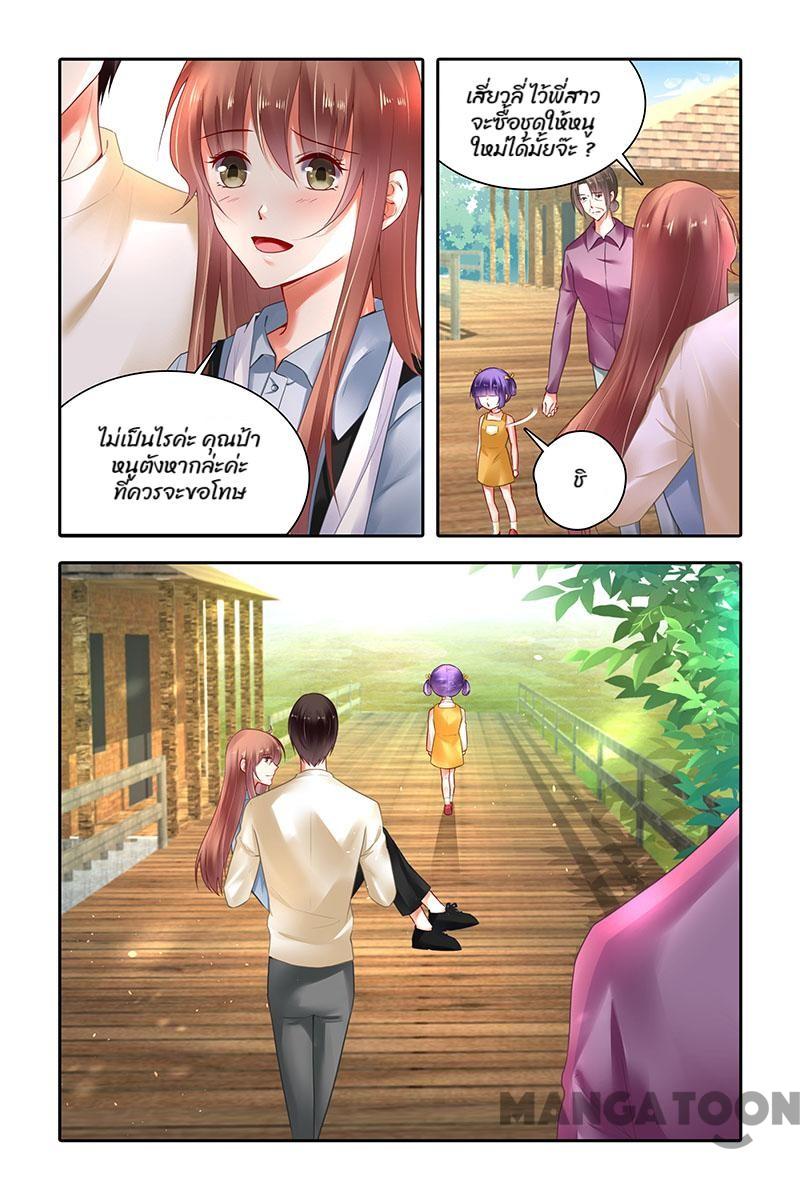 ไม่เป็นไรค่ะ คุณป้า
หนูตังหากล่ะค่ะ
ที่ควรจะขอโทษ
เสี่ยวลี่ ไว้พี่สาว
จะซื้อชุดให้หนู
ใหม่ได้มั้ยจ๊ะ ?
ชิ
MANGATOON